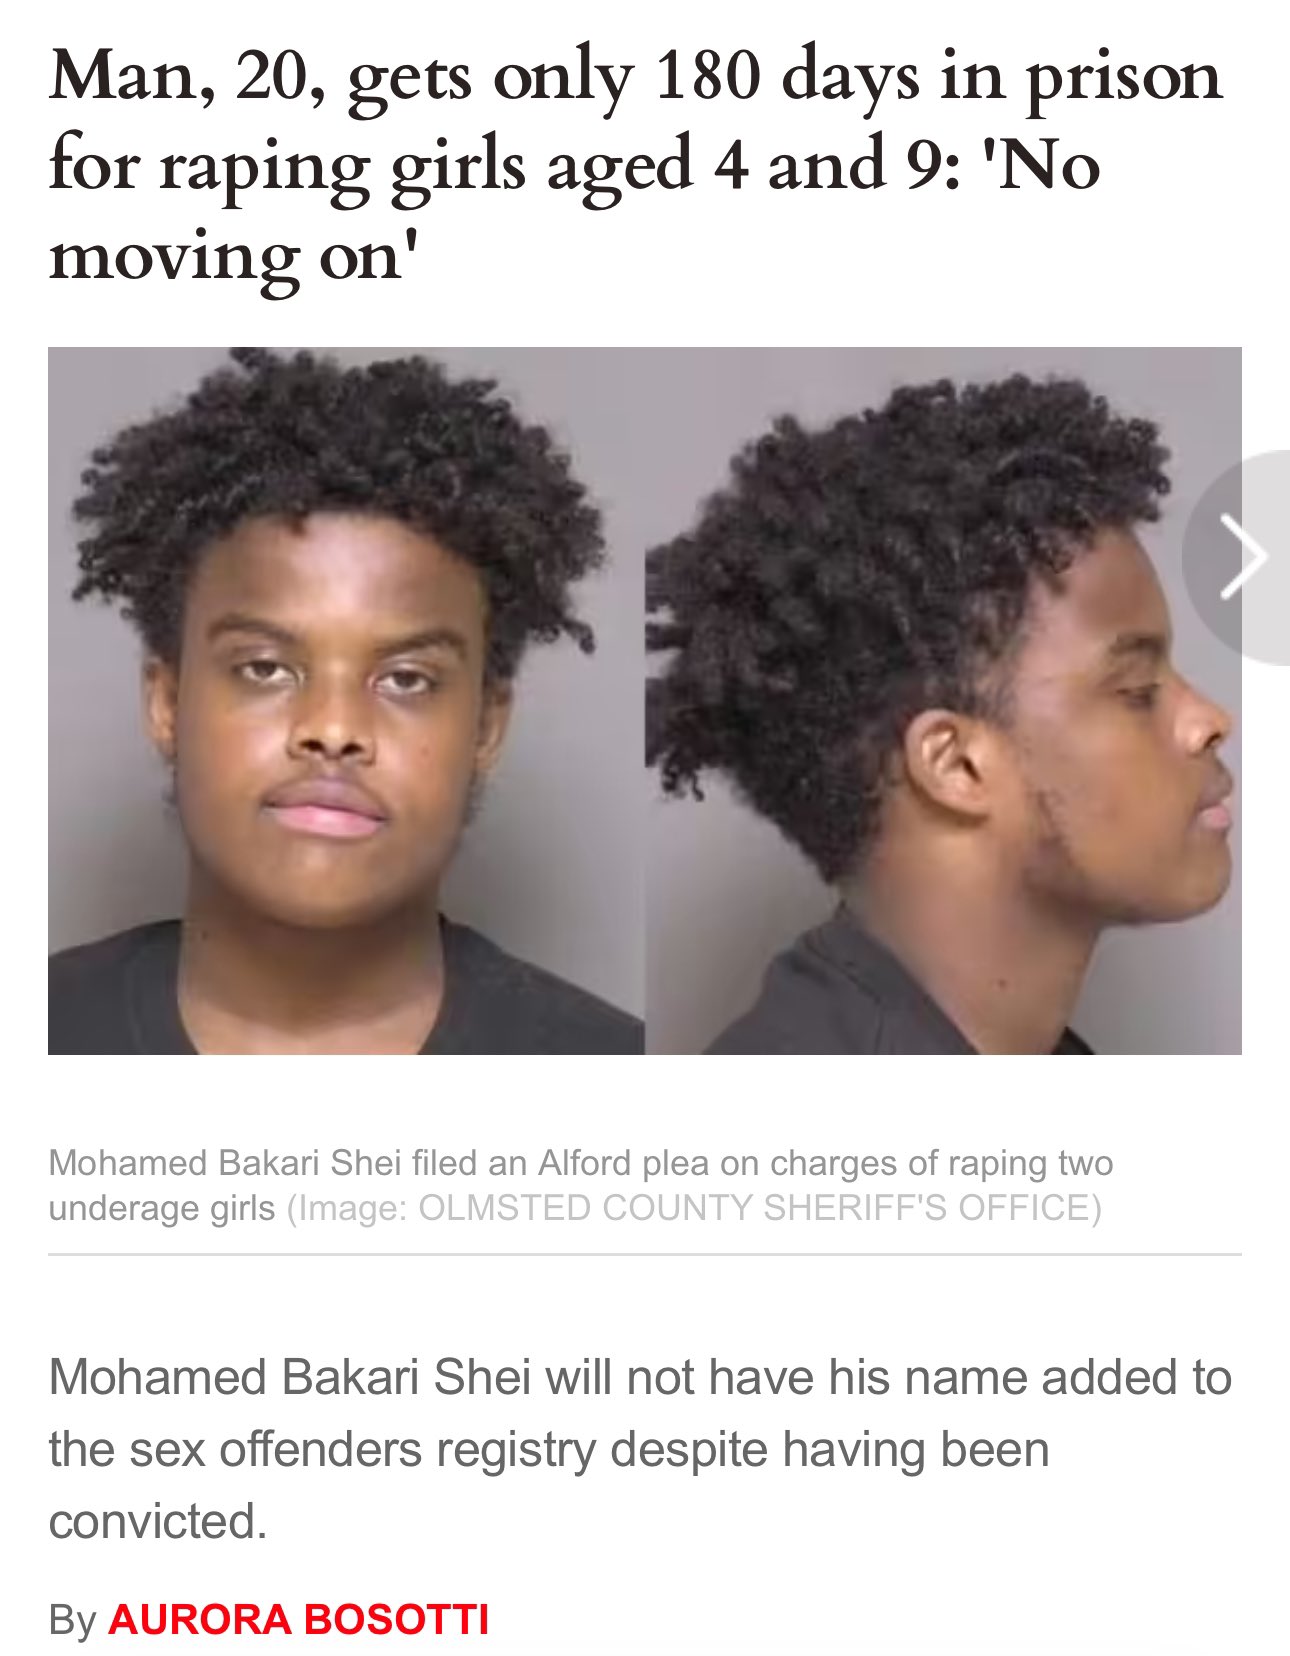 Man, 20, gets only 180 days in prison
for raping girls aged 4 and 9: 'No
moving on'
Mohamed Bakari Shei filed an Alford plea on charges of raping two
underage girls (Image: OLMSTED COUNTY SHERIFF'S OFFICE)
Mohamed Bakari Shei will not have his name added to
the sex offenders registry despite having been
convicted.
By AURORA BOSOTTI